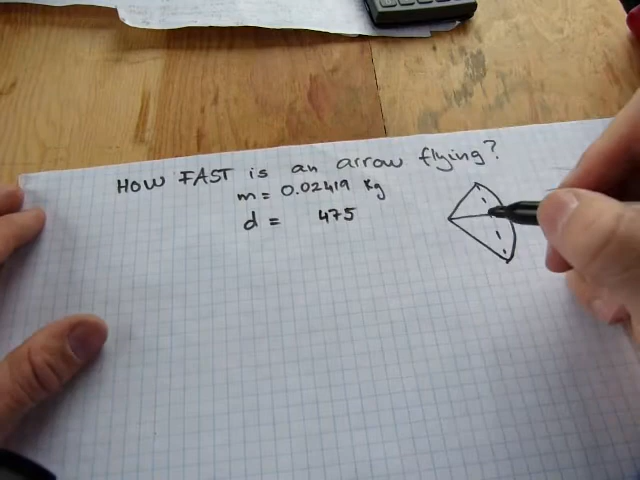 How FAST is an arrow flying?
m = 0.02419 Kg
d = 475